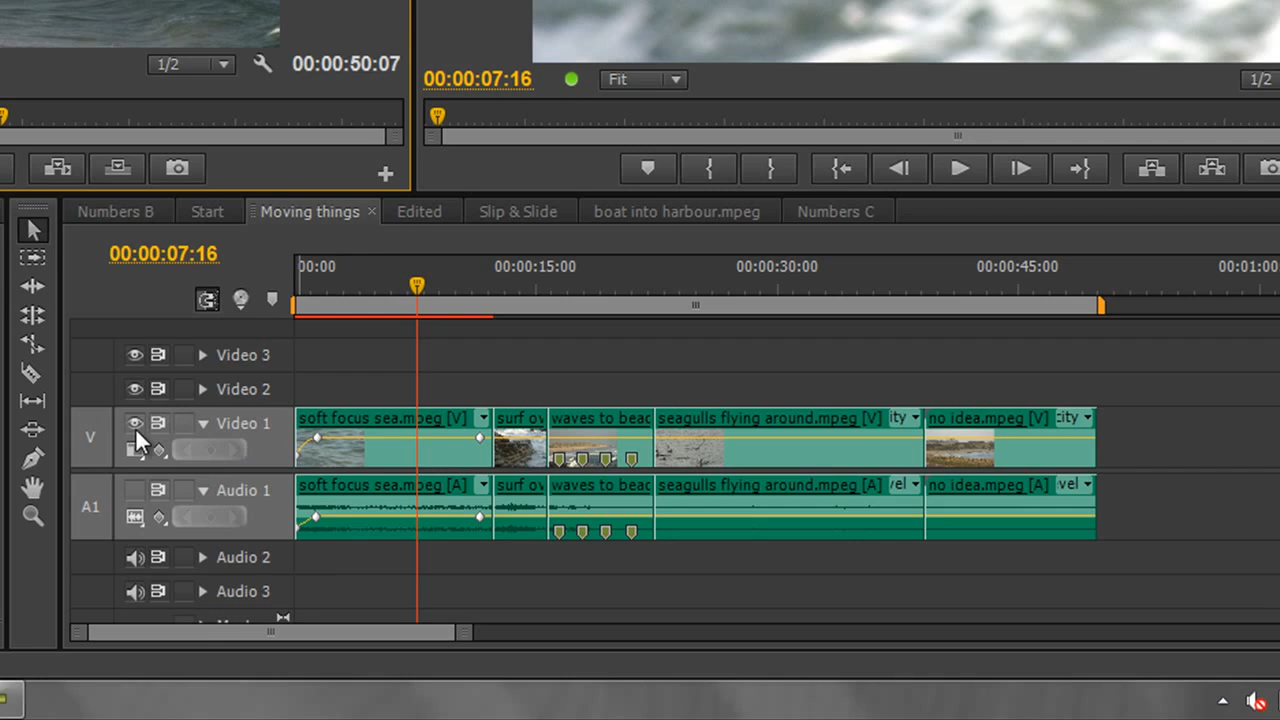 1/2 00:00:50:07
00:00:07:16 Fit 1/2
Numbers B Start Moving things × Edited Slip & Slide boat into harbour.mpeg Numbers C
00:00:07:16
00:00 00:00:15:00 00:00:30:00 00:00:45:00 00:01:0
Video 3
Video 2
Video 1 soft focus sea.mpeg [V] surf ov waves to beac seagulls flying around.mpeg [V] ity no idea.mpeg [V] :ity
V
Audio 1 soft focus sea.mpeg [A] surf ov waves to beac seagulls flying around.mpeg [A] vel no idea.mpeg [A] vel
A1
Audio 2
Audio 3